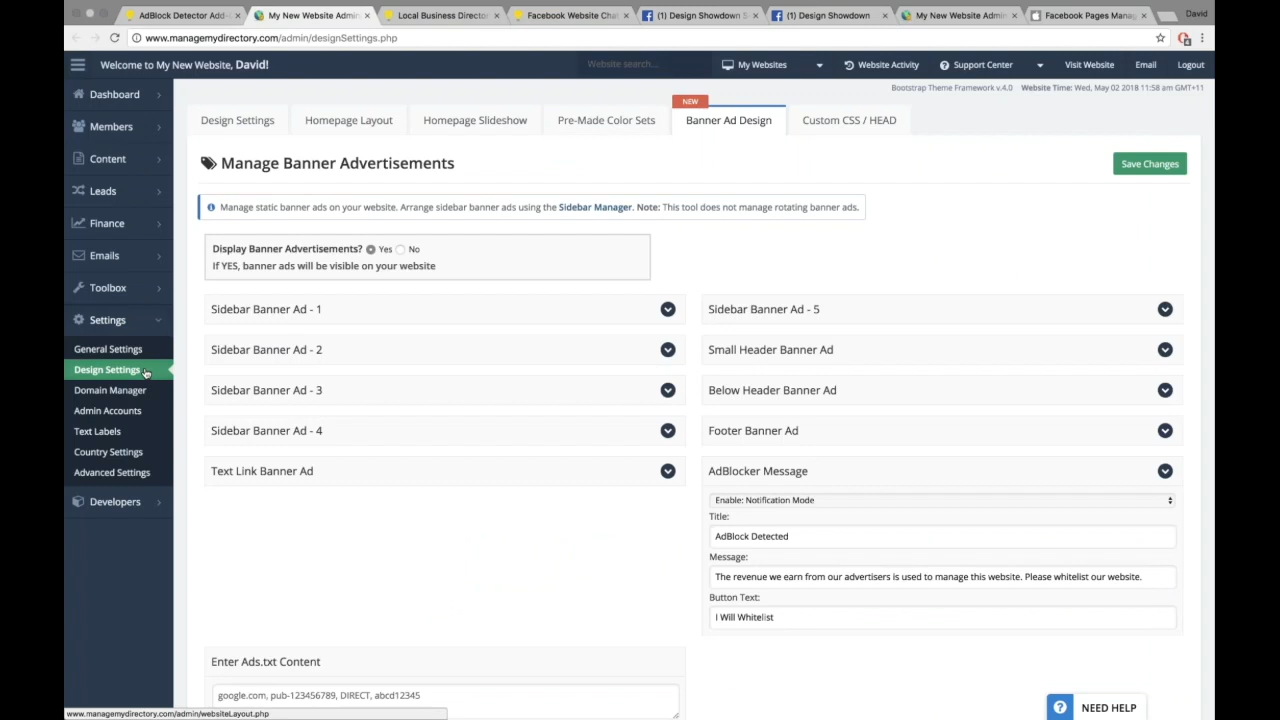 AdBlock Detector Add-
My New Website Admin
Local Business Director
Facebook Website Cha
(1) Design Showdown S
(1) Design Showdown
My New Website Admin
Facebook Pages Manag
David
www.managemydirectory.com/admin/designSettings.php
Welcome to My New Website, David!
Website search...
My Websites
Website Activity
Support Center
Visit Website
Email
Logout
Bootstrap Theme Framework v.4.0 Website Time: Wed, May 02 2018 11:58 am GMT+11
Dashboard
Members
Content
Leads
Finance
Emails
Toolbox
Settings
General Settings
Design Settings
Domain Manager
Admin Accounts
Text Labels
Country Settings
Advanced Settings
Developers
NEW
Design Settings
Homepage Layout
Homepage Slideshow
Pre-Made Color Sets
Banner Ad Design
Custom CSS / HEAD
Manage Banner Advertisements
Save Changes
Manage static banner ads on your website. Arrange sidebar banner ads using the Sidebar Manager. Note: This tool does not manage rotating banner ads.
Display Banner Advertisements? Yes No
If YES, banner ads will be visible on your website
Sidebar Banner Ad - 1
Sidebar Banner Ad - 2
Sidebar Banner Ad - 3
Sidebar Banner Ad - 4
Text Link Banner Ad
Sidebar Banner Ad - 5
Small Header Banner Ad
Below Header Banner Ad
Footer Banner Ad
AdBlocker Message
Enable: Notification Mode
Title:
AdBlock Detected
Message:
The revenue we earn from our advertisers is used to manage this website. Please whitelist our website.
Button Text:
I Will Whitelist
Enter Ads.txt Content
google.com, pub-123456789, DIRECT, abcd12345
NEED HELP
www.managemydirectory.com/admin/websiteLayout.php